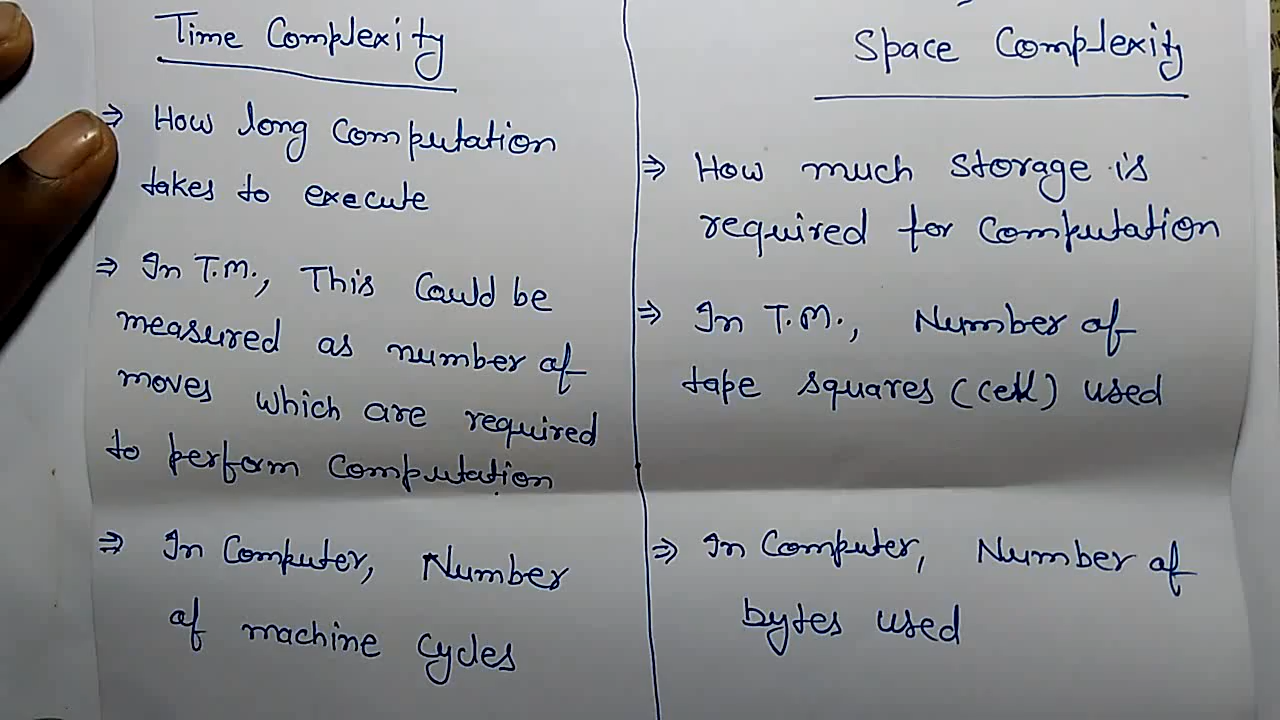 Time Complexity
⇒ How long Computation
takes to execute
⇒ In T.M., This Could be
measured as number of
moves which are required
to perform Computation
⇒ In Computer, Number
of machine Cycles
Space Complexity
⇒ How much storage is
required for Computation
⇒ In T.M., Number of
tape squares (cell) used
⇒ In Computer, Number of
bytes used